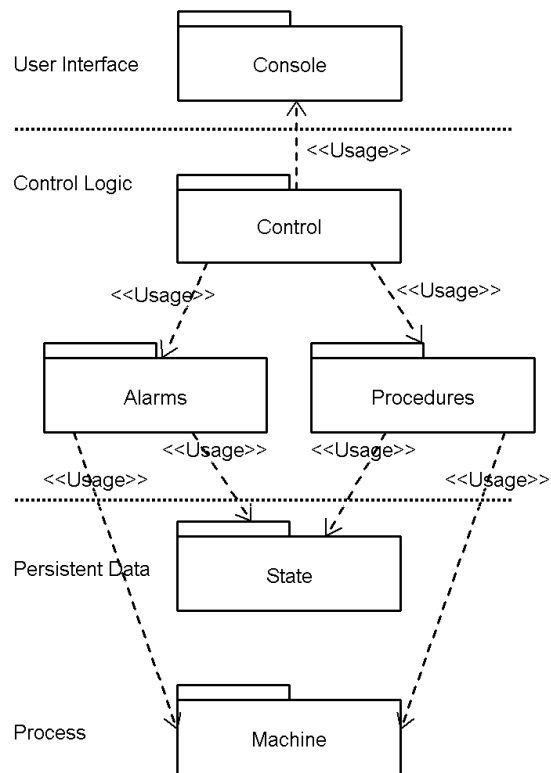 User Interface
Console
<<Usage>>
Control Logic
Control
<<Usage>>
<<Usage>>
Alarms
Procedures
<<Usage>>
<<Usage>>
<<Usage>>
<<Usage>>
Persistent Data
State
Process
Machine